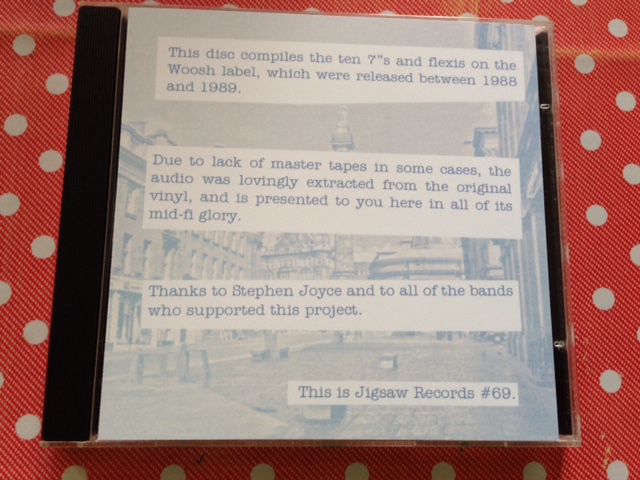 This disc compiles the ten 7"s and flexis on the
Woosh label, which were released between 1988
and 1989.
Due to lack of master tapes in some cases, the
audio was lovingly extracted from the original
vinyl, and is presented to you here in all of its
mid-fi glory.
Thanks to Stephen Joyce and to all of the bands
who supported this project.
This is Jigsaw Records #69.